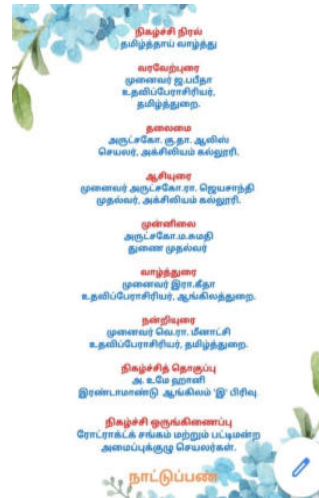 நிகழ்ச்சி நிரல்
தமிழ்த்தாய் வாழ்த்து
வரவேற்புரை
முனைவர் ஜ.பபீதா
உதவிப்பேராசிரியர்,
தமிழ்த்துறை.
தலைமை
அருட்சகோ. கு.தா. ஆலிஸ்
செயலர், அக்சிலியம் கல்லூரி.
ஆசியுரை
முனைவர் அருட்சகோ.ரா. ஜெயசாந்தி
முதல்வர், அக்சிலியம் கல்லூரி.
முன்னிலை
அருட்சகோ.ம.சுமதி
துணை முதல்வர்
வாழ்த்துரை
முனைவர் இரா.கீதா
உதவிப்பேராசிரியர், ஆங்கிலத்துறை.
நன்றியுரை
முனைவர் வெ.ரா. மீனாட்சி
உதவிப்பேராசிரியர், தமிழ்த்துறை.
நிகழ்ச்சித் தொகுப்பு
அ. உமே ஹானி
இரண்டாமாண்டு ஆங்கிலம் 'இ' பிரிவு
நிகழ்ச்சி ஒருங்கிணைப்பு
ரோட்ராக்டக் சங்கம் மற்றும் பட்டிமன்ற
அமைப்புக்குழு செயலர்கள்.
நாட்டுப்பண்